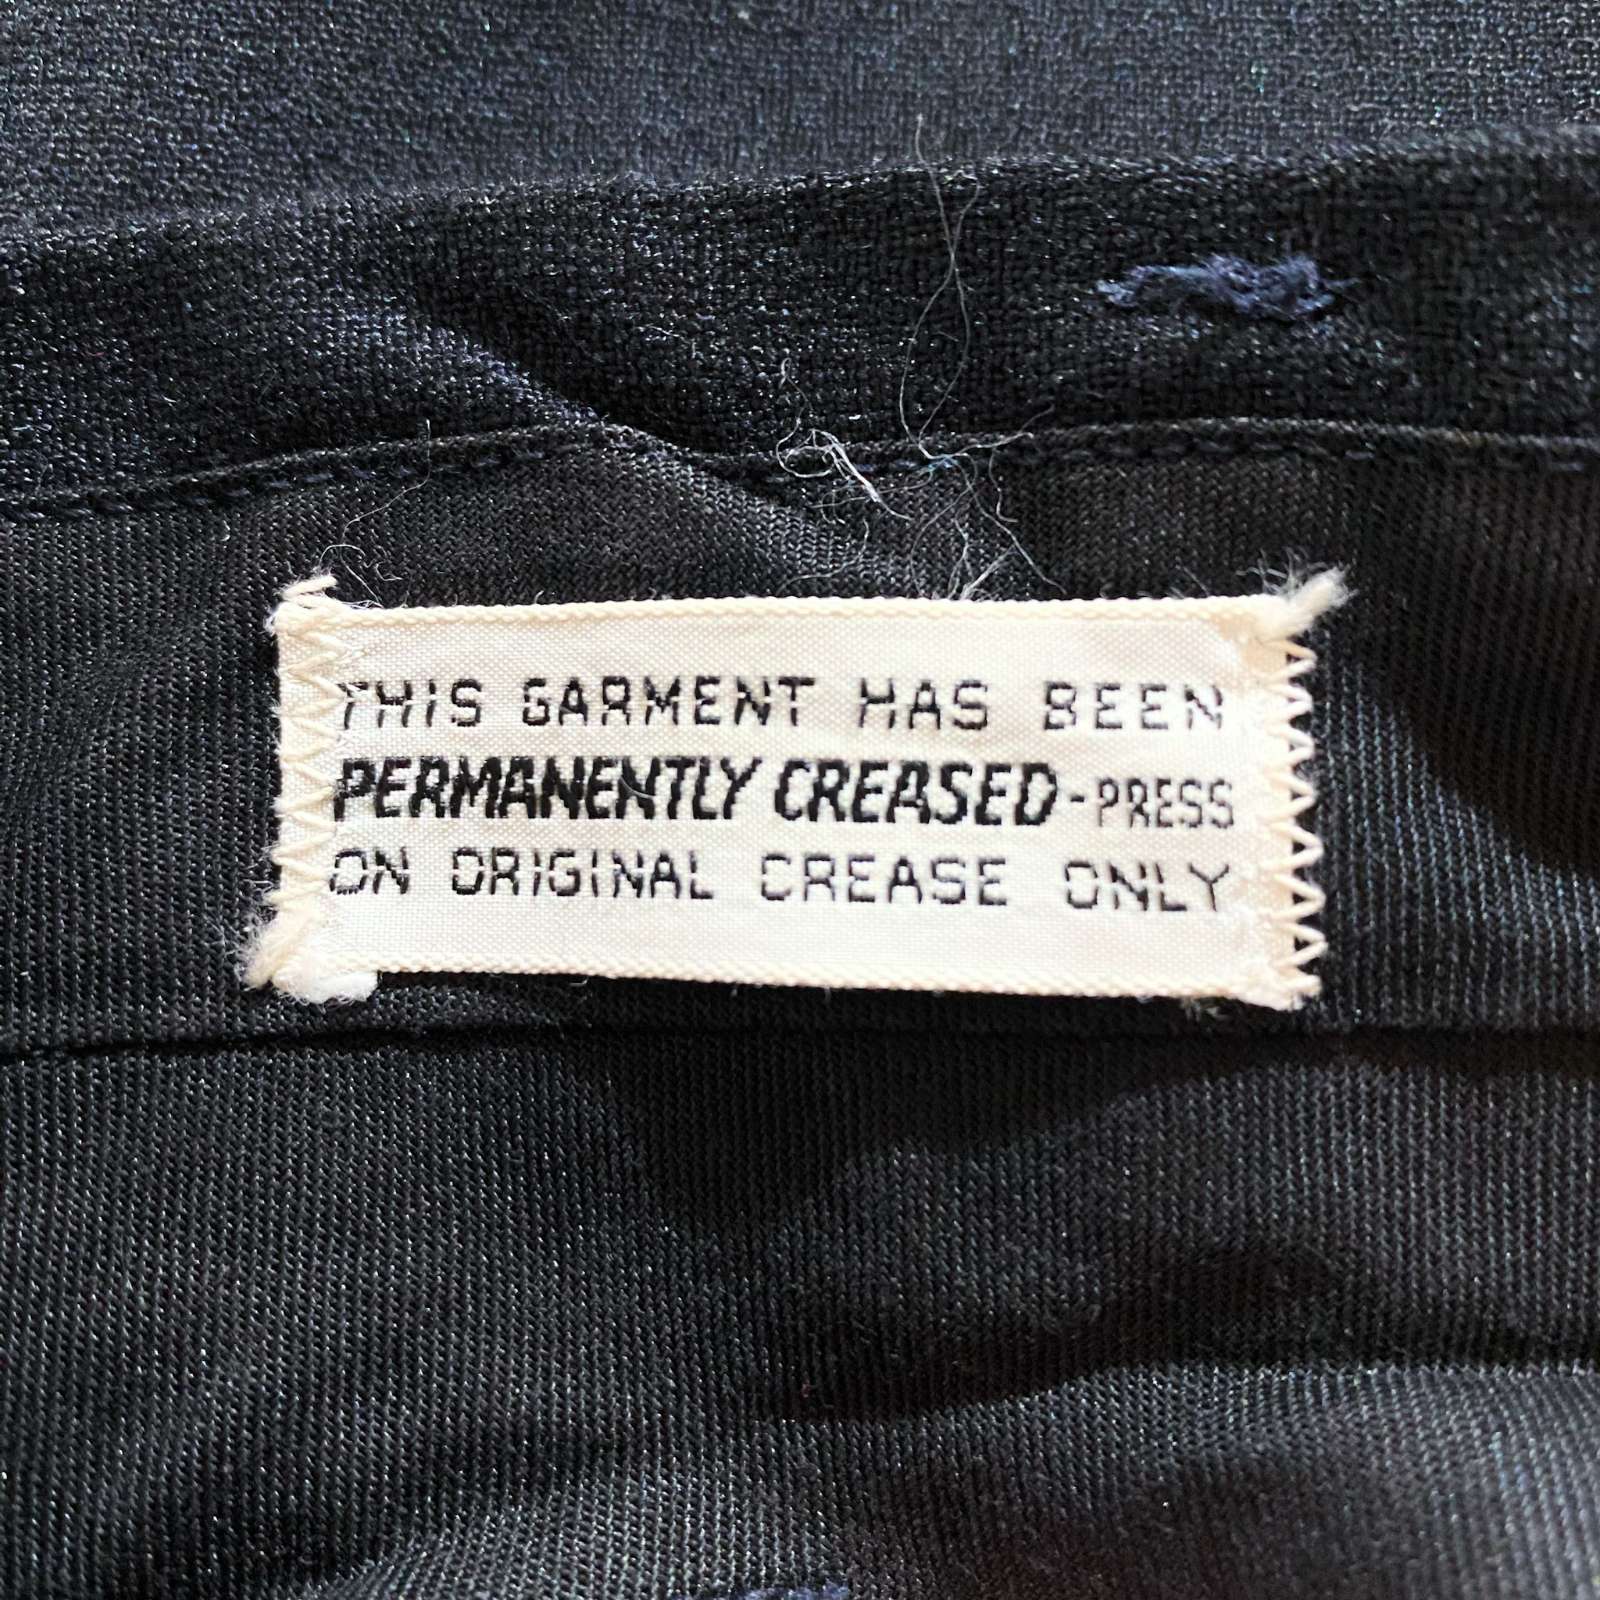 THIS GARMENT HAS BEEN
PERMANENTLY CREASED-PRESS
ON ORIGINAL CREASE ONLY